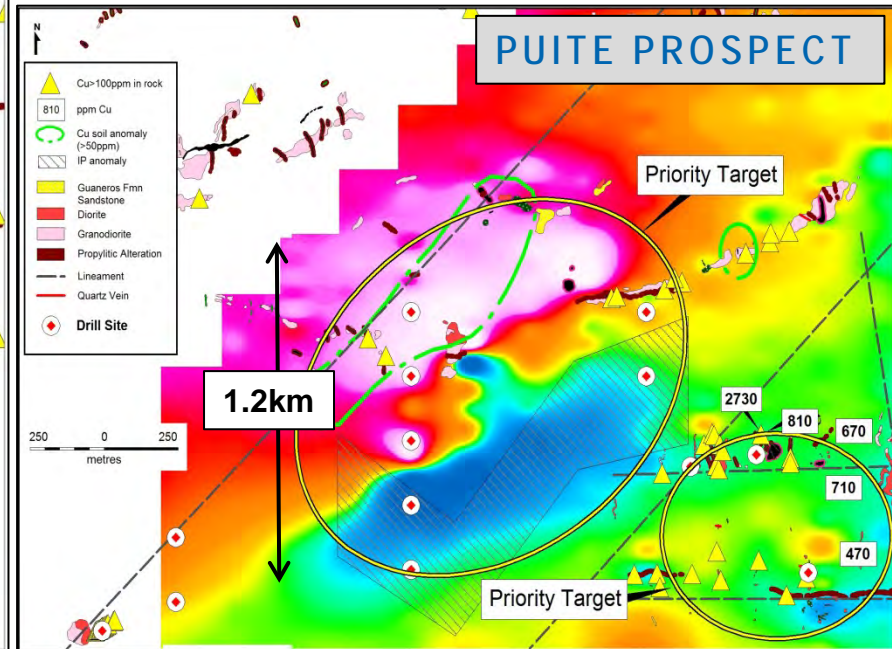 PUITE PROSPECT
N
Cu>100ppm in rock
810 ppm Cu
Cu soil anomaly
(>50ppm)
IP anomaly
Guaneros Fmn
Sandstone
Diorite
Granodiorite
Propylitic Alteration
Lineament
Quartz Vein
Drill Site
Priority Target
1.2km
250 0 250
metres
2730
810
670
710
470
Priority Target